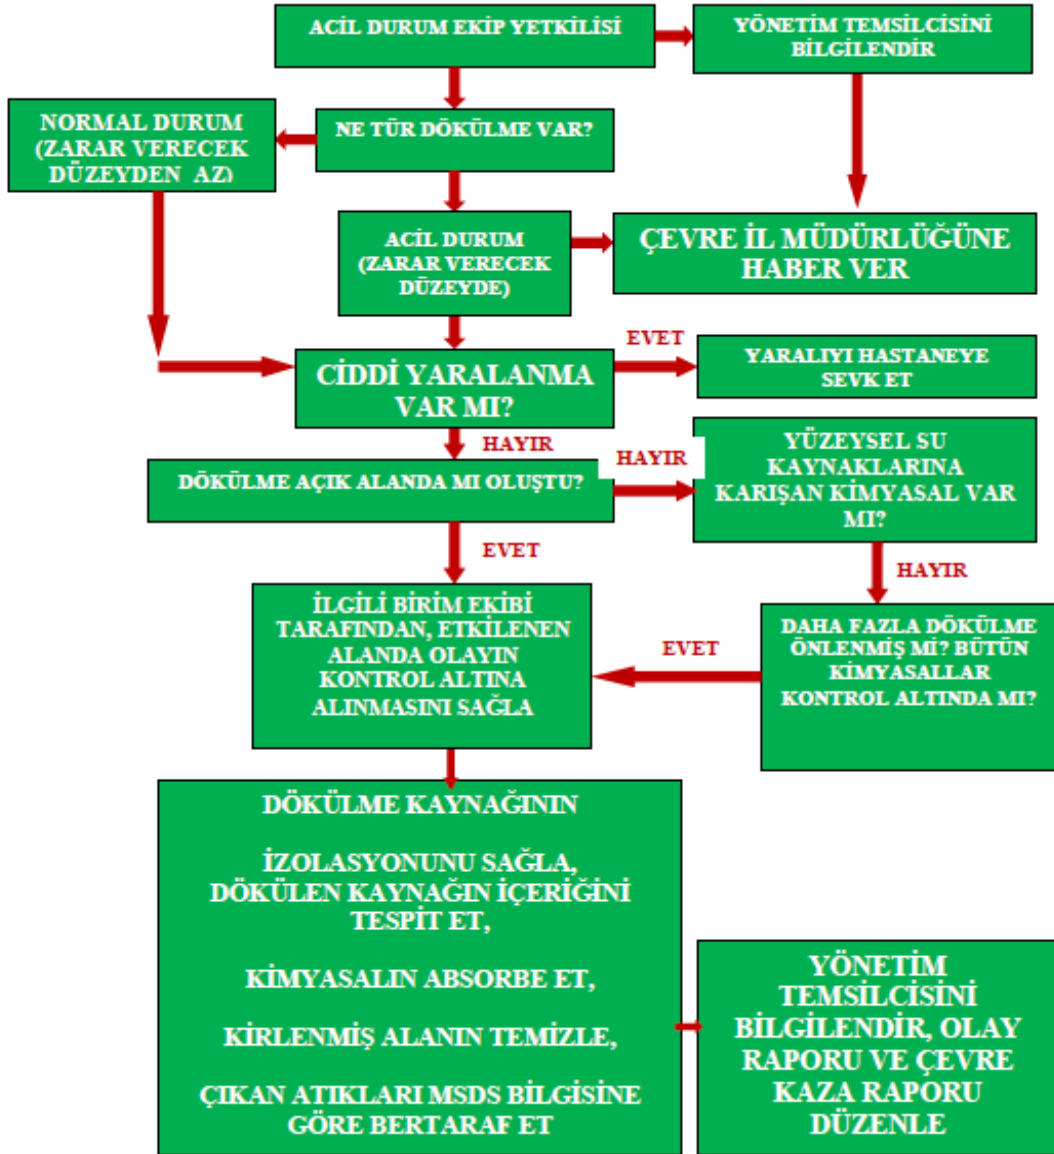 ACİL DURUM EKİP YETKİLİSİ
YÖNETİM TEMSİLCİSİNİ
BİLGİLENDİR
NORMAL DURUM
(ZARAR VERECEK
DÜZEYDEN AZ)
NE TÜR DÖKÜLME VAR?
ACİL DURUM
(ZARAR VERECEK
DÜZEYDE)
ÇEVRE İL MÜDÜRLÜĞÜNE
HABER VER
CİDDİ YARALANMA
VAR MI?
EVET
YARALIYI HASTANEYE
SEVK ET
HAYIR
DÖKÜLME AÇIK ALANDA MI OLUŞTU?
HAYIR
YÜZEYSEL SU
KAYNAKLARINA
KARIŞAN KİMYASAL VAR
MI?
EVET
HAYIR
İLGİLİ BİRİM EKİBİ
TARAFINDAN, ETKİLENEN
ALANDA OLAYIN
KONTROL ALTINA
ALINMASINI SAĞLA
EVET
DAHA FAZLA DÖKÜLME
ÖNLENMİŞ Mİ? BÜTÜN
KİMYASALLAR
KONTROL ALTINDA MI?
DÖKÜLME KAYNAĞININ
İZOLASYONUNU SAĞLA,
DÖKÜLEN KAYNAĞIN İÇERİĞİNİ
TESPİT ET,
KİMYASALIN ABSORBE ET,
KİRLENMİŞ ALANIN TEMİZLE,
ÇIKAN ATIKLARI MSDS BİLGİSİNE
GÖRE BERTARAF ET
YÖNETİM
TEMSİLCİSİNİ
BİLGİLENDİR, OLAY
RAPORU VE ÇEVRE
KAZA RAPORU
DÜZENLE